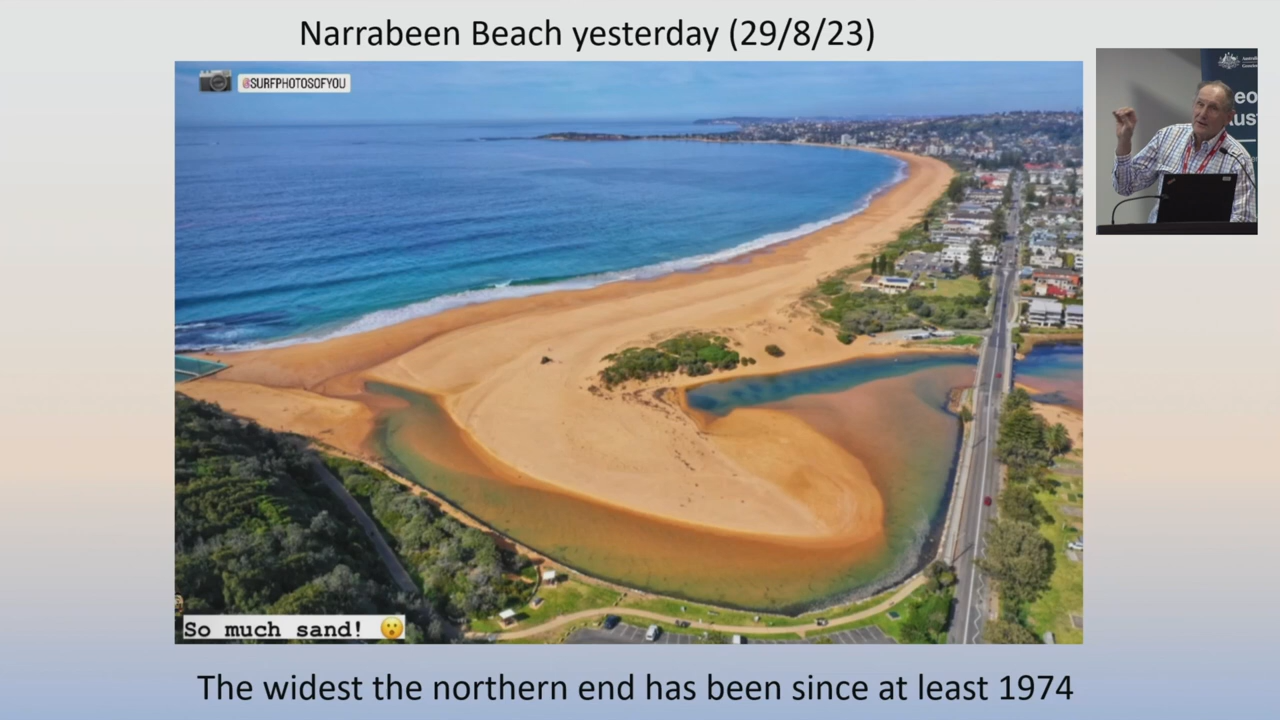 Narrabeen Beach yesterday (29/8/23)
@SURFPHOTOSOFYOU
So much sand!
The widest the northern end has been since at least 1974